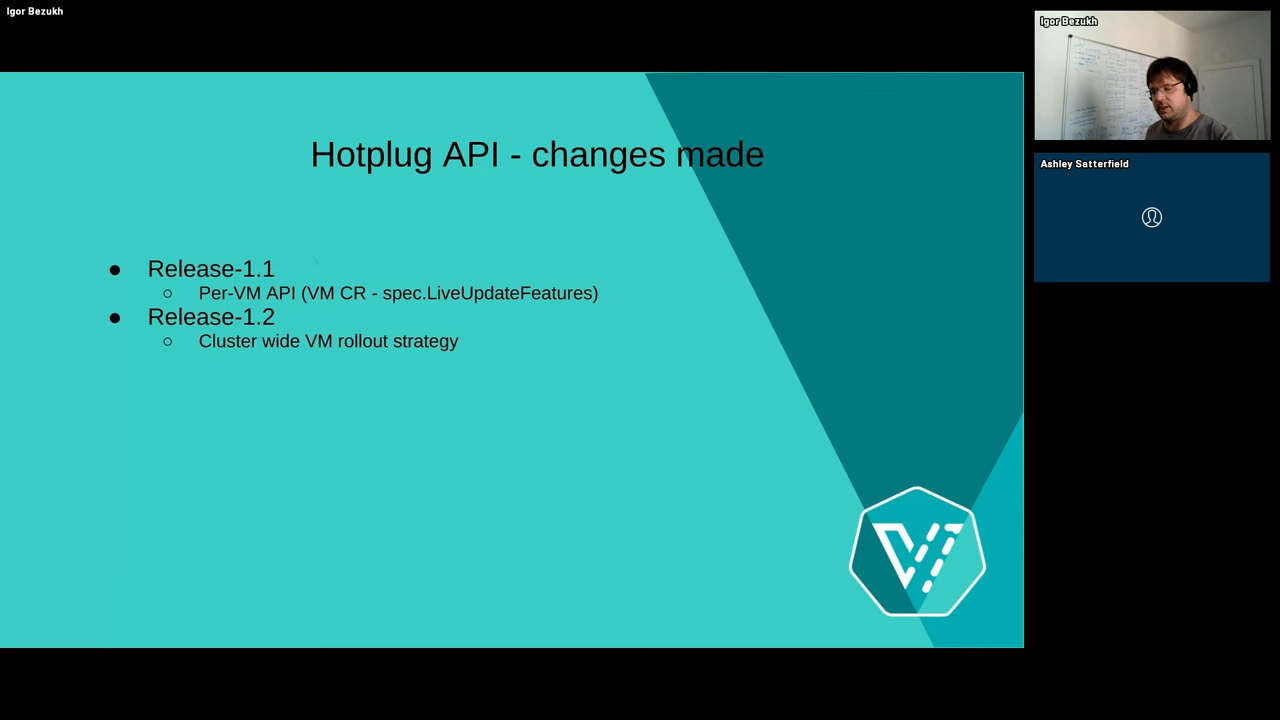 Igor Bezukh
Hotplug API - changes made
● Release-1.1
○ Per-VM API (VM CR - spec.LiveUpdateFeatures)
● Release-1.2
○ Cluster wide VM rollout strategy
Igor Bezukh
Ashley Satterfield